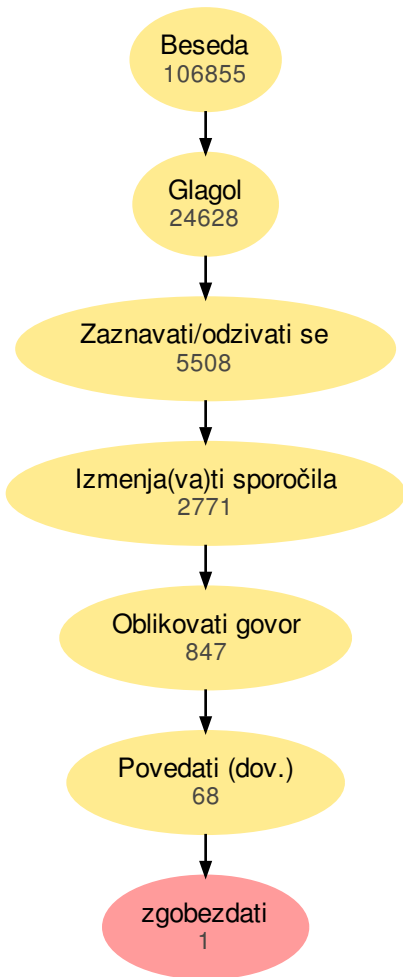 Beseda
106855
Glagol
24628
Zaznavati/odzivati se
5508
Izmenja(va)ti sporočila
2771
Oblikovati govor
847
Povedati (dov.)
68
zgobezdati
1